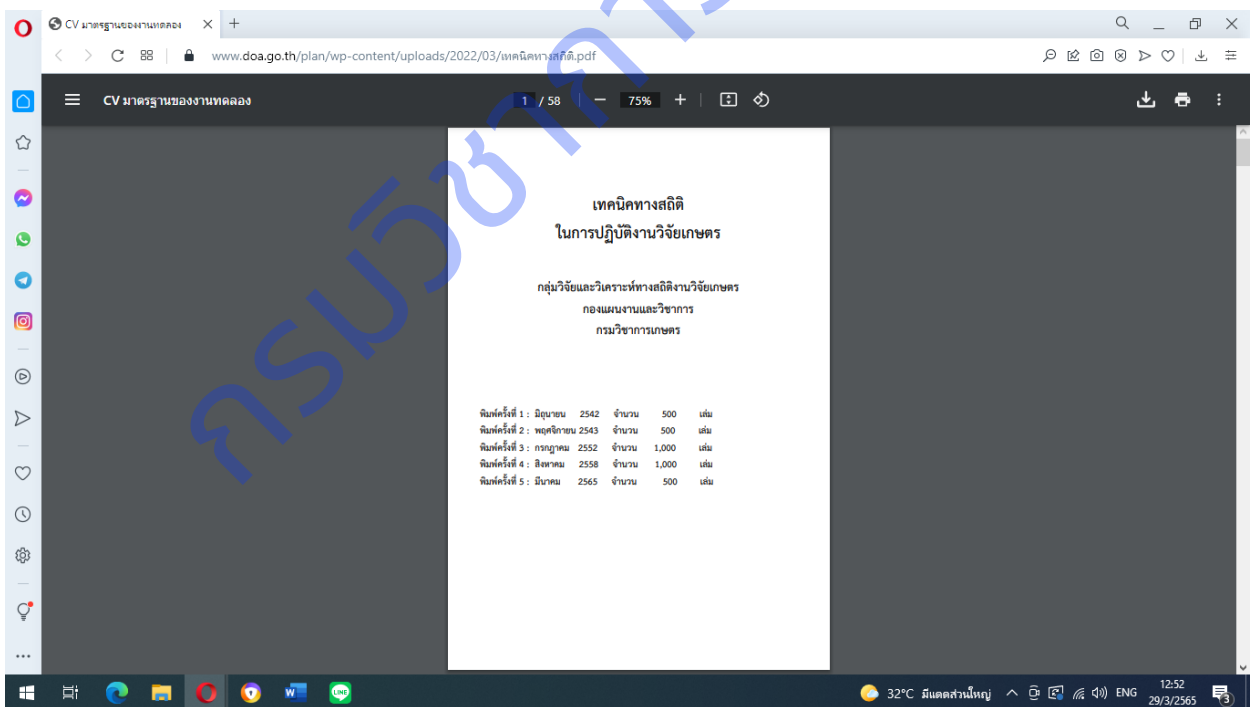 CV มาตรฐานของงานทดลอง
www.doa.go.th/plan/wp-content/uploads/2022/03/เทคนิคทางสถิติ.pdf
CV มาตรฐานของงานทดลอง
1 / 58
75%
เทคนิคทางสถิติ
ในการปฏิบัติงานวิจัยเกษตร
กลุ่มวิจัยและวิเคราะห์ทางสถิติงานวิจัยเกษตร
กองแผนงานและวิชาการ
กรมวิชาการเกษตร
พิมพ์ครั้งที่ 1 : มิถุนายน 2542 จำนวน 500 เล่ม
พิมพ์ครั้งที่ 2 : พฤศจิกายน 2543 จำนวน 500 เล่ม
พิมพ์ครั้งที่ 3 : กรกฎาคม 2552 จำนวน 1,000 เล่ม
พิมพ์ครั้งที่ 4 : สิงหาคม 2558 จำนวน 1,000 เล่ม
พิมพ์ครั้งที่ 5 : มีนาคม 2565 จำนวน 500 เล่ม
กรมวิชาการ
32°C มีแดดส่วนใหญ่
ENG
12:52
29/3/2565
3
W
LINE